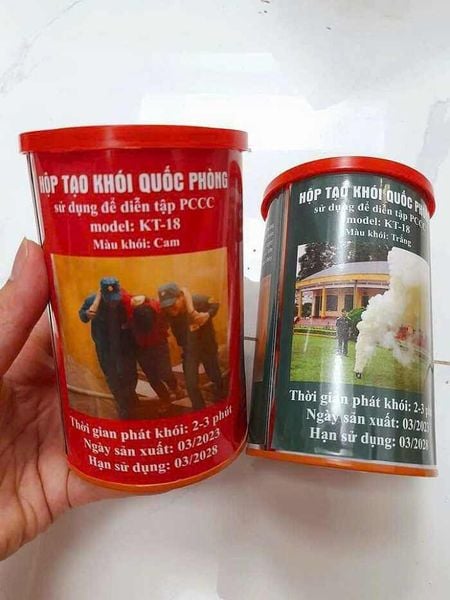 HỘP TẠO KHÓI QUỐC PHÒNG
sử dụng để diễn tập PCCC
model: KT-18
Màu khói: Cam
Thời gian phát khói: 2-3 phút
Ngày sản xuất: 03/2023
Hạn sử dụng: 03/2028
HỘP TẠO KHÓI QUỐC PHÒNG
sử dụng để diễn tập PCCC
model: KT-18
Màu khói: Trắng
Thời gian phát khói: 2-3
Ngày sản xuất: 03/2023
Hạn sử dụng: 03/2028